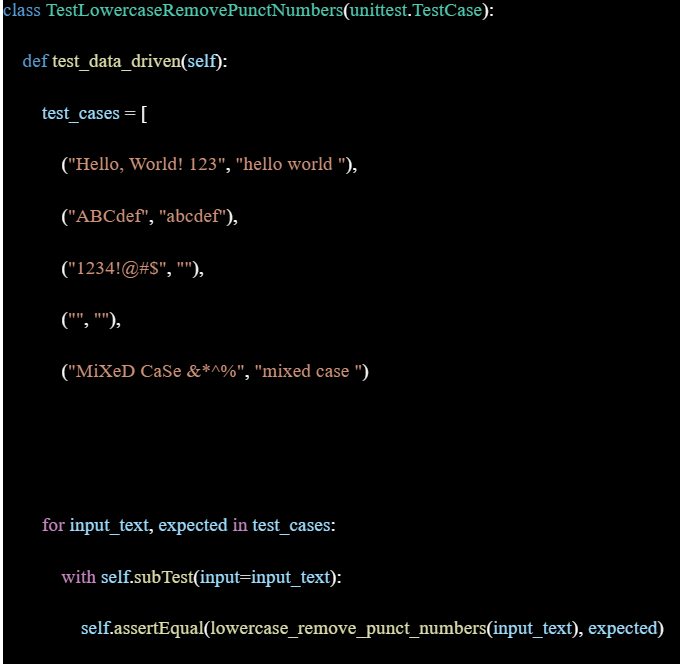 class TestLowercaseRemovePunctNumbers(unittest.TestCase):
def test_data_driven(self):
test_cases = [
("Hello, World! 123", "hello world "),
("ABCdef", "abcdef"),
("1234!@#$", ""),
("", ""),
("MiXeD CaSe &*^%", "mixed case ")
for input_text, expected in test_cases:
with self.subTest(input=input_text):
self.assertEqual(lowercase_remove_punct_numbers(input_text), expected)